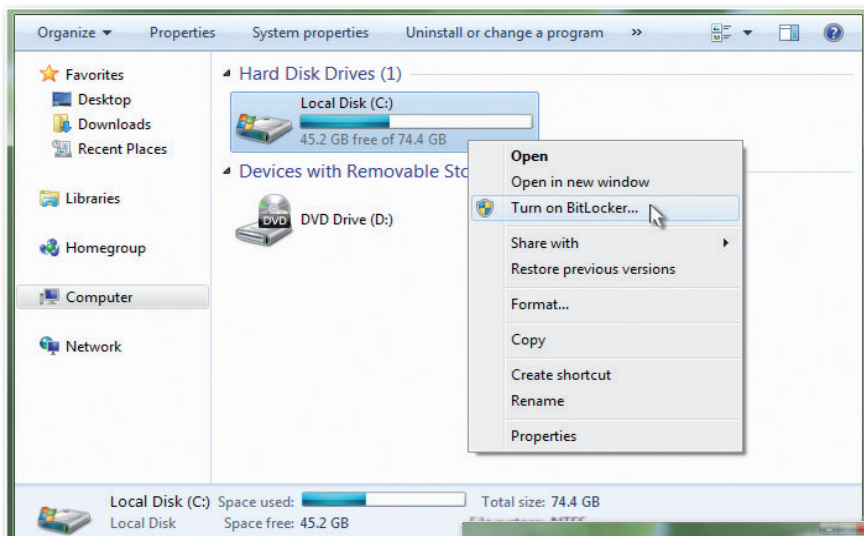 Organize Properties System properties Uninstall or change a program »
Favorites
Desktop
Downloads
Recent Places
Libraries
Homegroup
Computer
Network
Hard Disk Drives (1)
Local Disk (C:)
45.2 GB free of 74.4 GB
Devices with Removable Sto
DVD
DVD Drive (D:)
Open
Open in new window
Turn on BitLocker...
Share with
Restore previous versions
Format...
Copy
Create shortcut
Rename
Properties
Local Disk (C:) Space used: Total size: 74.4 GB
Local Disk Space free: 45.2 GB